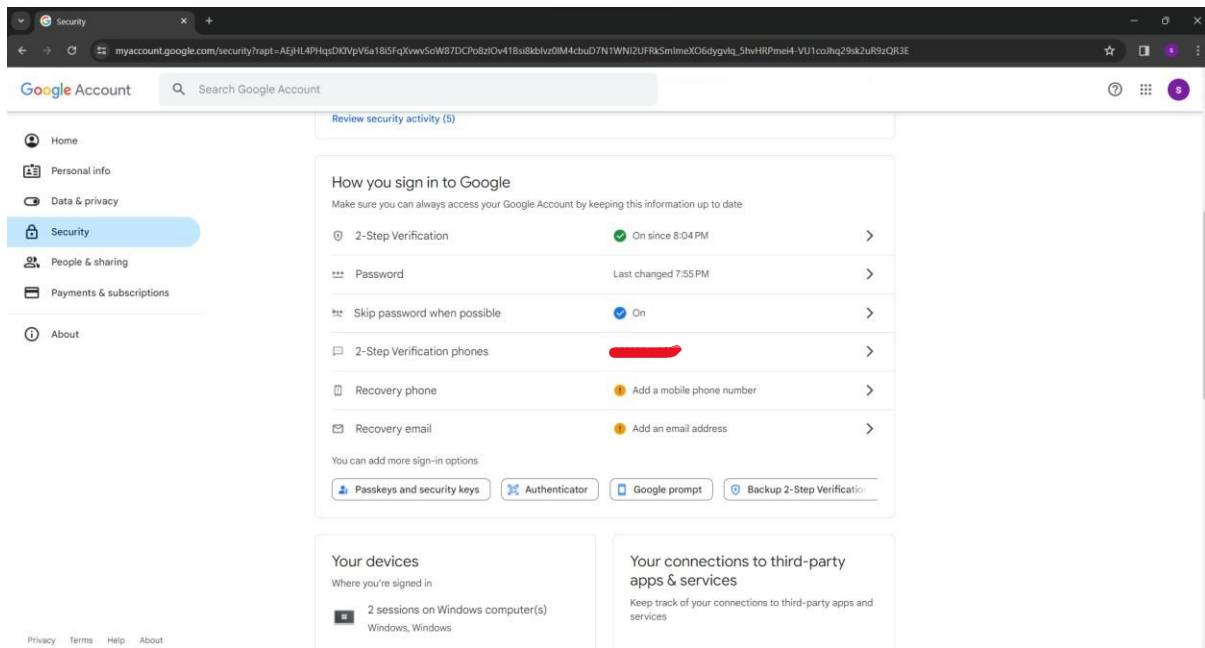 Security
myaccount.google.com/security?rapt=AEjHL4PHqsDKlVpV6a18i5FqXvwvSoW87DCPo8zlOv418si8kblvz0lM4cbuD7N1WNl2UFRkSmlmeXO6dygvlq_5hvHRPmei4-VU1coJhq29sk2uR9zQR3E
s
Google Account
Search Google Account
s
Review security activity (5)
Home
Personal info
Data & privacy
Security
People & sharing
Payments & subscriptions
About
How you sign in to Google
Make sure you can always access your Google Account by keeping this information up to date
2-Step Verification
On since 8:04 PM
Password
Last changed 7:55 PM
Skip password when possible
On
2-Step Verification phones
Recovery phone
Add a mobile phone number
Recovery email
Add an email address
You can add more sign-in options
Passkeys and security keys
Authenticator
Google prompt
Backup 2-Step Verificatio
Your devices
Where you're signed in
2 sessions on Windows computer(s)
Windows, Windows
Your connections to third-party
apps & services
Keep track of your connections to third-party apps and
services
Privacy Terms Help About